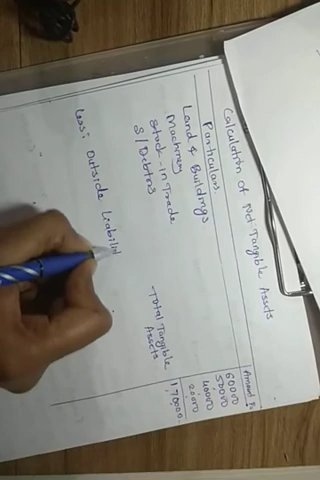 Calculation of Net Tangible Assets
Particulars Amount Rs
Land & Buildings 60000
Machinery 50000
Stock-in Trade 40000
S/Debtors 20000
- Total Tangible Assets 1,70,000.
Less: Outside Liabilit